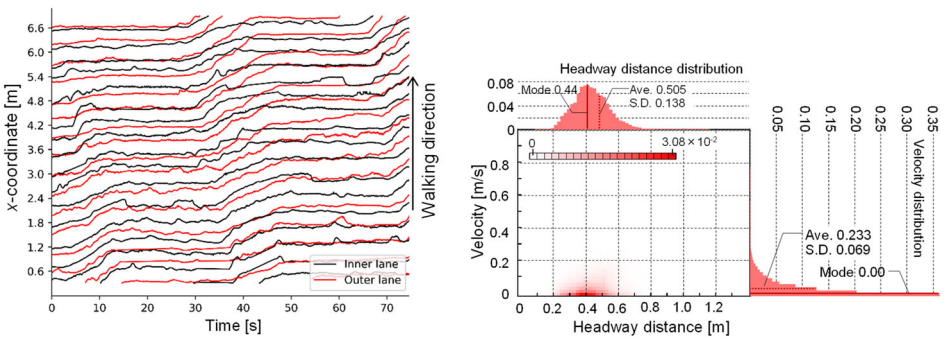 6.6
6.0
5.4
4.8
4.2
3.6
3.0
2.4
1.8
1.2
0.6
x-coordinate [m]
0 10 20 30 40 50 60 70
Time [s]
Inner lane
Outer lane
Walking direction
Headway distance distribution
0.08
0.04
0
Mode 0.44
Ave. 0.505
S.D. 0.138
0 3.08 × 10⁻²
0.8
0.6
0.4
0.2
0
Velocity [m/s]
0 0.2 0.4 0.6 0.8 1.0 1.2
Headway distance [m]
0.05
0.10
0.15
0.20
0.25
0.30
0.35
Velocity distribution
Ave. 0.233
S.D. 0.069
Mode 0.00